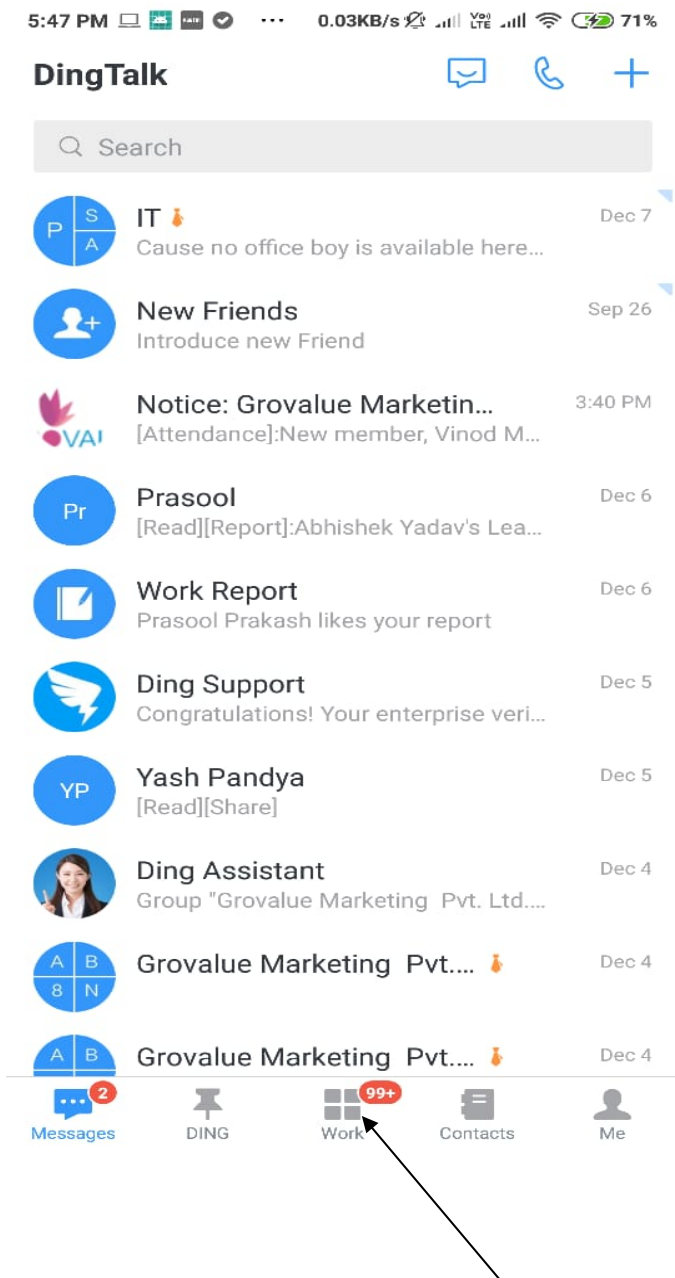 5:47 PM ... 0.03KB/s Vo) LTE 71%
DingTalk
Search
P S A
IT
Dec 7
Cause no office boy is available here...
New Friends
Sep 26
Introduce new Friend
VAI
Notice: Grovalue Marketin...
3:40 PM
[Attendance]:New member, Vinod M...
Pr
Prasool
Dec 6
[Read][Report]:Abhishek Yadav's Lea...
Work Report
Dec 6
Prasool Prakash likes your report
Ding Support
Dec 5
Congratulations! Your enterprise veri...
YP
Yash Pandya
Dec 5
[Read][Share]
Ding Assistant
Dec 4
Group "Grovalue Marketing Pvt. Ltd....
A B
8 N
Grovalue Marketing Pvt....
Dec 4
A B
Grovalue Marketing Pvt....
Dec 4
2
99+
Messages DING Work Contacts Me